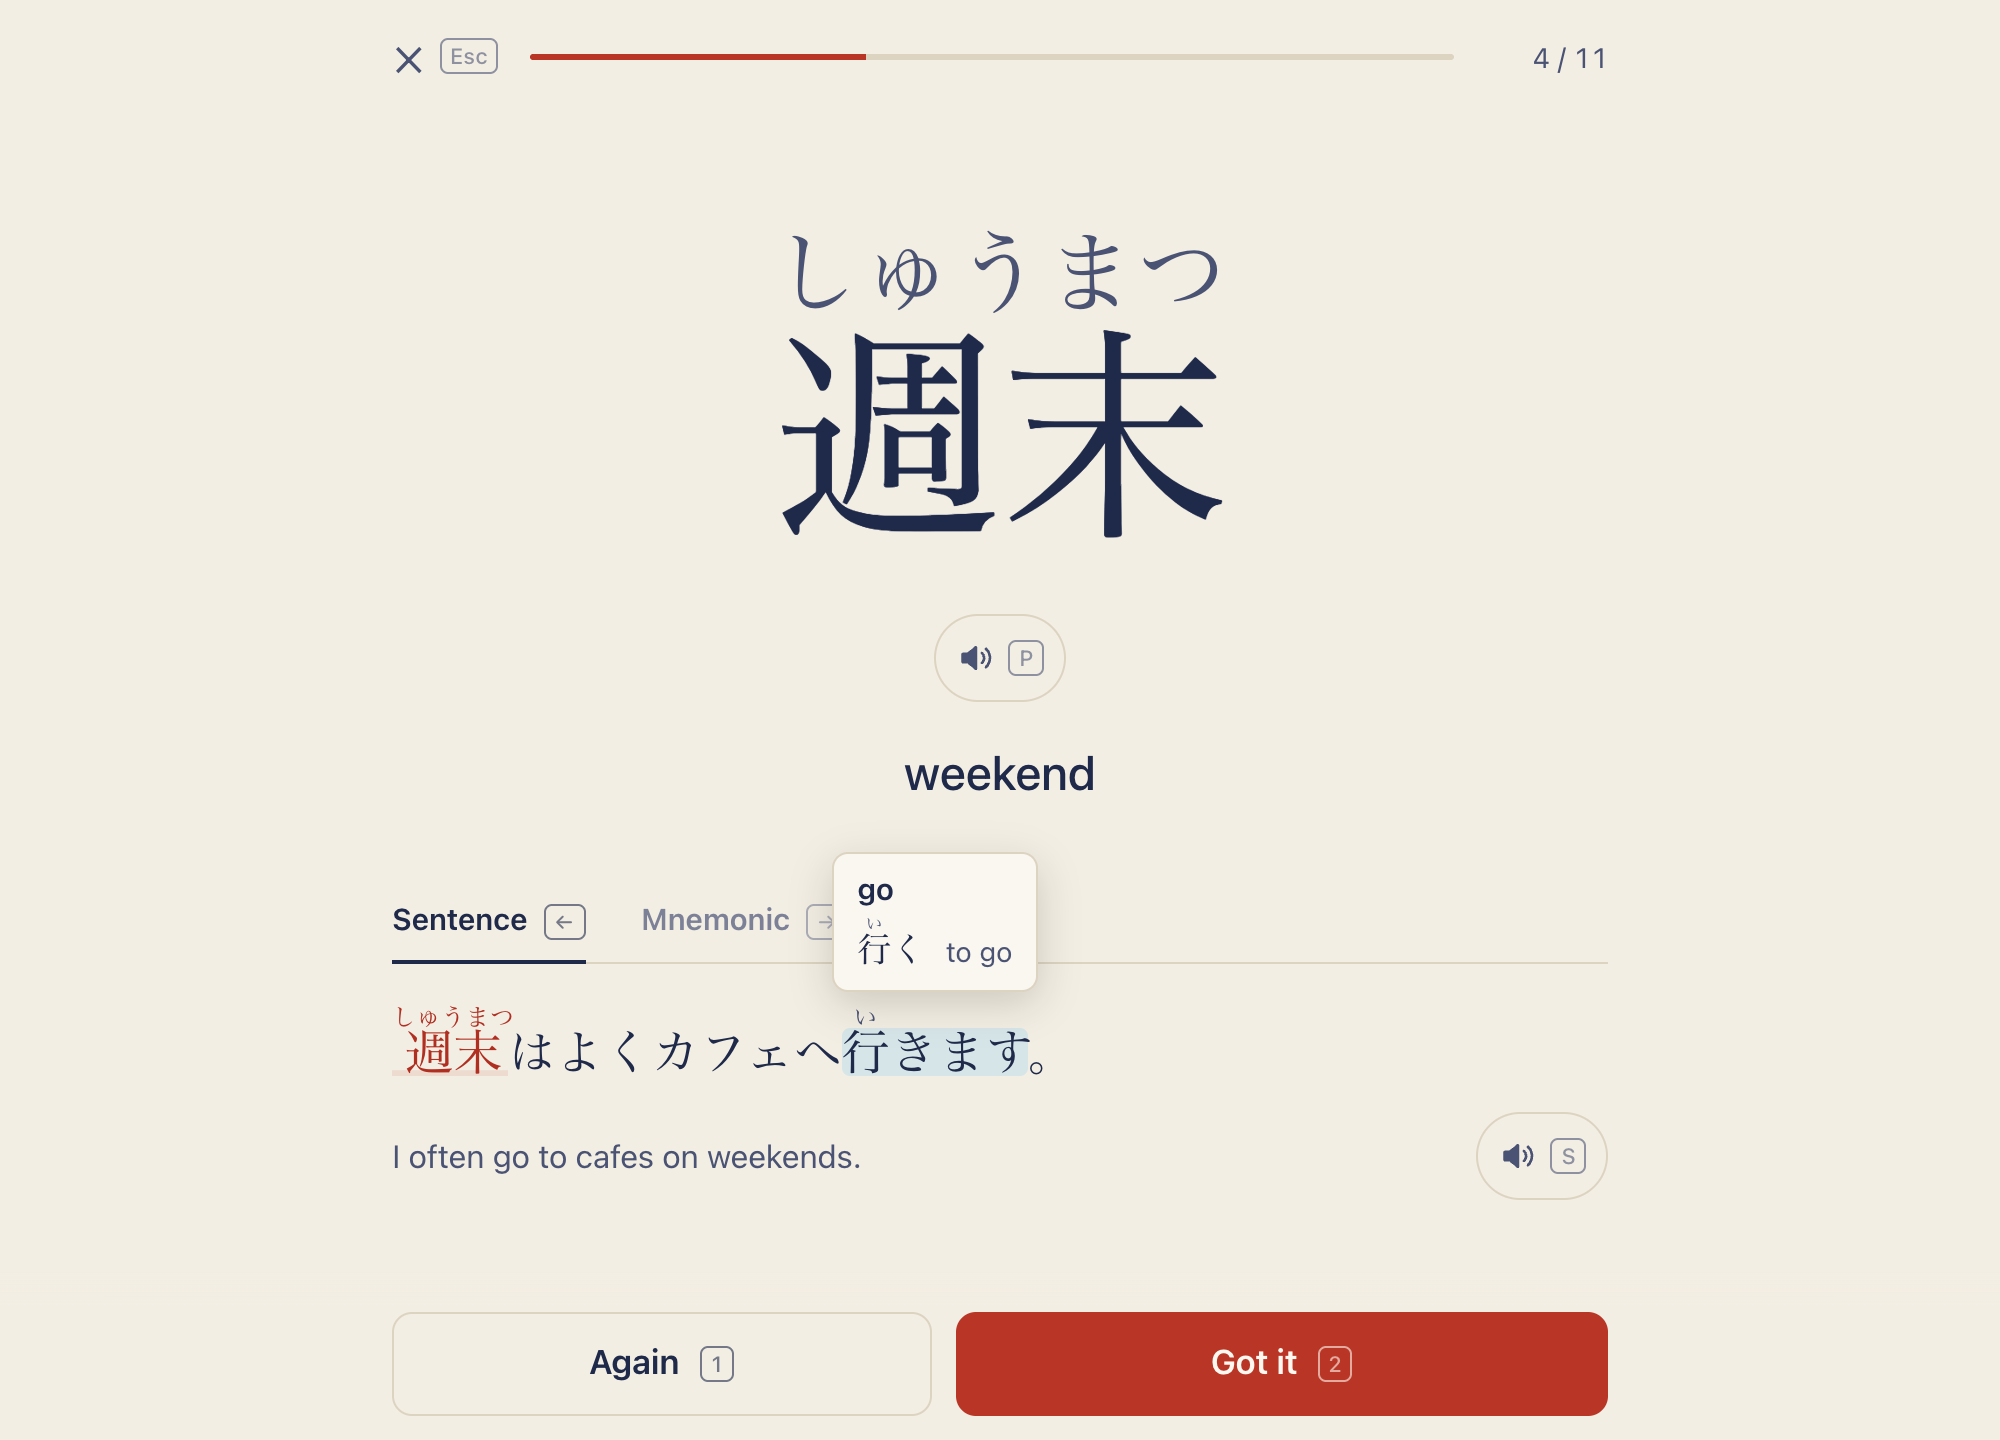 Esc 4 / 11
しゅうまつ
週末
P
weekend
go
い
行く to go
Sentence ← Mnemonic
しゅうまつ い
週末はよくカフェへ行きます。
I often go to cafes on weekends.
S
Again 1 Got it 2